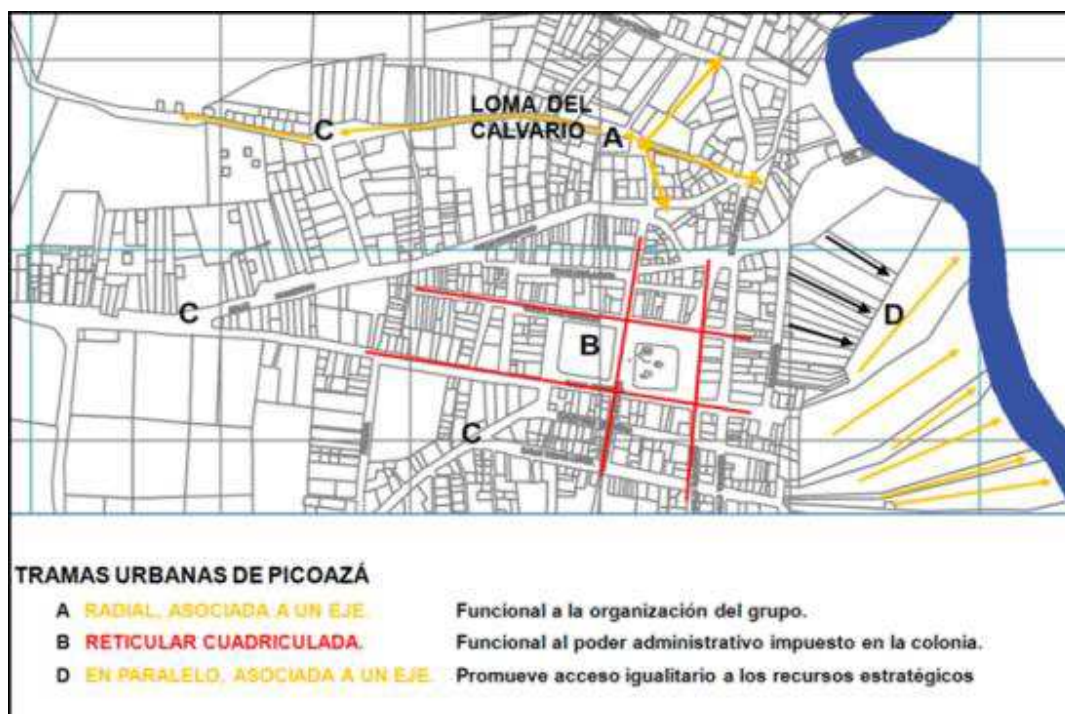 LOMA DEL
CALVARIO
C
A
C
D
B
C
TRAMAS URBANAS DE PICOAZÁ
A RADIAL, ASOCIADA A UN EJE. Funcional a la organización del grupo.
B RETICULAR CUADRICULADA. Funcional al poder administrativo impuesto en la colonia.
D EN PARALELO, ASOCIADA A UN EJE. Promueve acceso igualitario a los recursos estratégicos